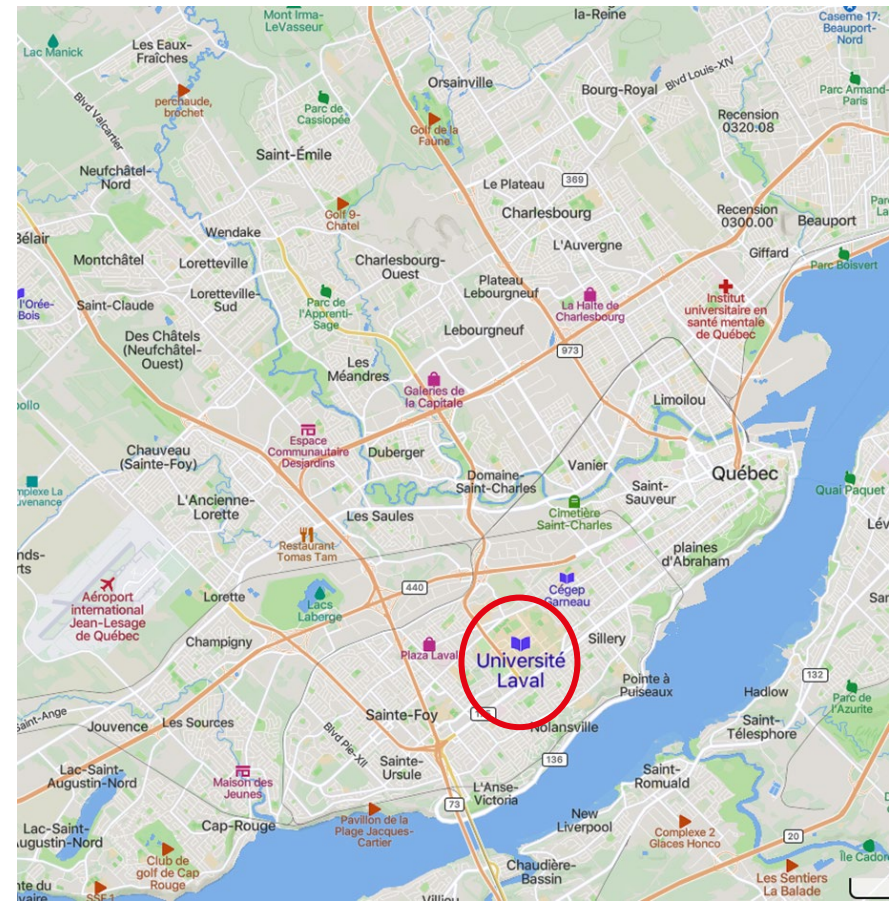 Mont Irma-
LeVasseur
la-Reine
Caserne 17:
Beauport-
Nord
Lac Manick
Les Eaux-
Fraîches
perchaude,
brochet
Blvd Valcartier
Parc de
Cassiopée
Orsainville
Golf de la
Faune
Bourg-Royal
Blvd Louis-XIV
Parc Armand-
Paris
Recension
0320.08
Saint-Émile
Neufchâtel-
Nord
Le Plateau
369
Golf 9-
Chatel
Charlesbourg
Recension
0300.00
Beauport
Bélair
Wendake
L'Auvergne
Giffard
Parc Boisvert
Montchâtel
Loretteville
Charlesbourg-
Ouest
Plateau
Lebourgneuf
La Halte de
Charlesbourg
Institut
universitaire en
santé mentale
de Québec
l'Orée-
Bois
Saint-Claude
Loretteville-
Sud
Parc de
l'Apprenti-
Sage
Lebourgneuf
973
Des Châtels
(Neufchâtel-
Ouest)
Les
Méandres
Galeries de
la Capitale
Limoilou
Espace
Communautaire
Desjardins
Chauveau
(Sainte-Foy)
Duberger
Domaine-
Saint-Charles
Vanier
Saint-
Sauveur
Québec
Quai Paquet
L'Ancienne-
Lorette
Les Saules
Cimetière
Saint-Charles
Restaurant
Tomas Tam
plaines
d'Abraham
Aéroport
international
Jean-Lesage
de Québec
Lorette
Lacs
Laberge
440
Cégep
Garneau
Champigny
Plaza Laval
Université
Laval
Sillery
Pointe à
Puiseaux
Hadlow
132
Parc de
l'Azurite
Saint-Ange
Jouvence
Les Sources
Sainte-Foy
Blvd Pie-XII
Nolansville
Saint-
Télesphore
Lac-Saint-
Augustin-Nord
Maison des
Jeunes
Sainte-
Ursule
136
L'Anse-
Victoria
Saint-
Romuald
73
Lac-Saint-
Augustin-Nord
Cap-Rouge
Pavillon de la
Plage Jacques-
Cartier
New
Liverpool
Complexe 2
Glaces Honco
20
Club de
golf de Cap
Rouge
Chaudière-
Bassin
Les Sentiers
La Balade